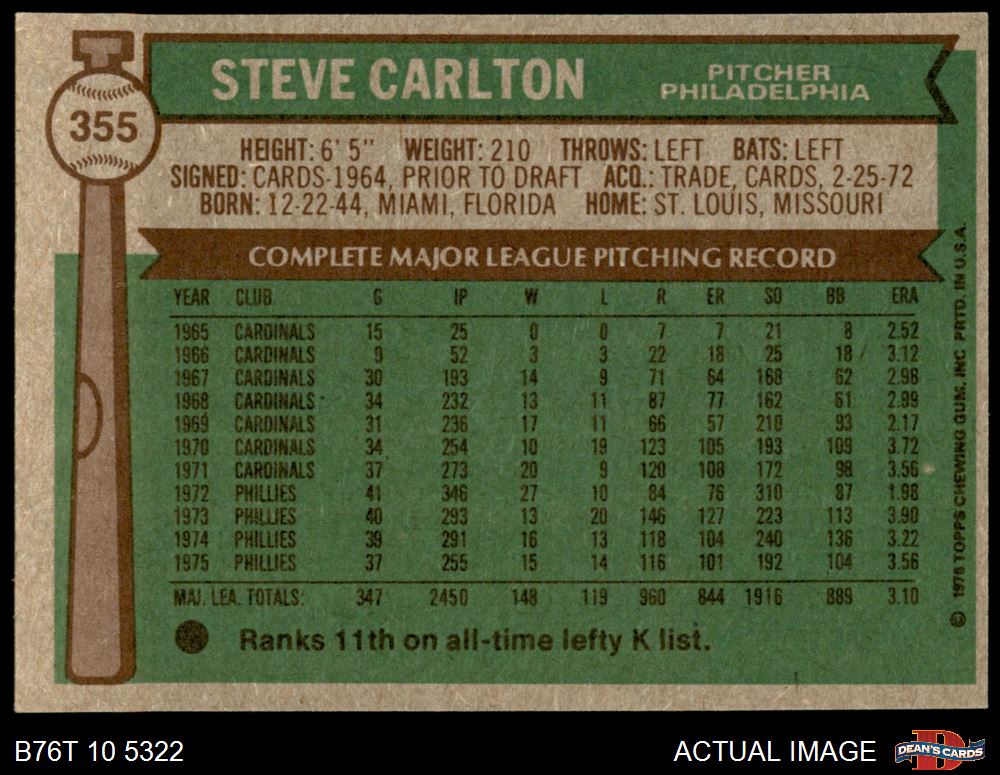 355
STEVE CARLTON
PITCHER
PHILADELPHIA
HEIGHT: 6' 5" WEIGHT: 210 THROWS: LEFT BATS: LEFT
SIGNED: CARDS-1964, PRIOR TO DRAFT ACQ.: TRADE, CARDS, 2-25-72
BORN: 12-22-44, MIAMI, FLORIDA HOME: ST. LOUIS, MISSOURI
COMPLETE MAJOR LEAGUE PITCHING RECORD
YEAR CLUB G IP W L R ER SO BB ERA
1965 CARDINALS 15 25 0 0 7 7 21 8 2.52
1966 CARDINALS 9 52 3 3 22 18 25 18 3.12
1967 CARDINALS 30 193 14 9 71 64 168 62 2.98
1968 CARDINALS 34 232 13 11 87 77 162 61 2.99
1969 CARDINALS 31 236 17 11 66 57 210 93 2.17
1970 CARDINALS 34 254 10 19 123 105 193 109 3.72
1971 CARDINALS 37 273 20 9 120 108 172 98 3.56
1972 PHILLIES 41 346 27 10 84 76 310 87 1.98
1973 PHILLIES 40 293 13 20 146 127 223 113 3.90
1974 PHILLIES 39 291 16 13 118 104 240 136 3.22
1975 PHILLIES 37 255 15 14 116 101 192 104 3.56
MAJ. LEA. TOTALS: 347 2450 148 119 960 844 1916 889 3.10
Ranks 11th on all-time lefty K list.
© 1976 TOPPS CHEWING GUM, INC PRTD. IN U.S.A.
B76T 10 5322
ACTUAL IMAGE
D
DEAN'S CARDS